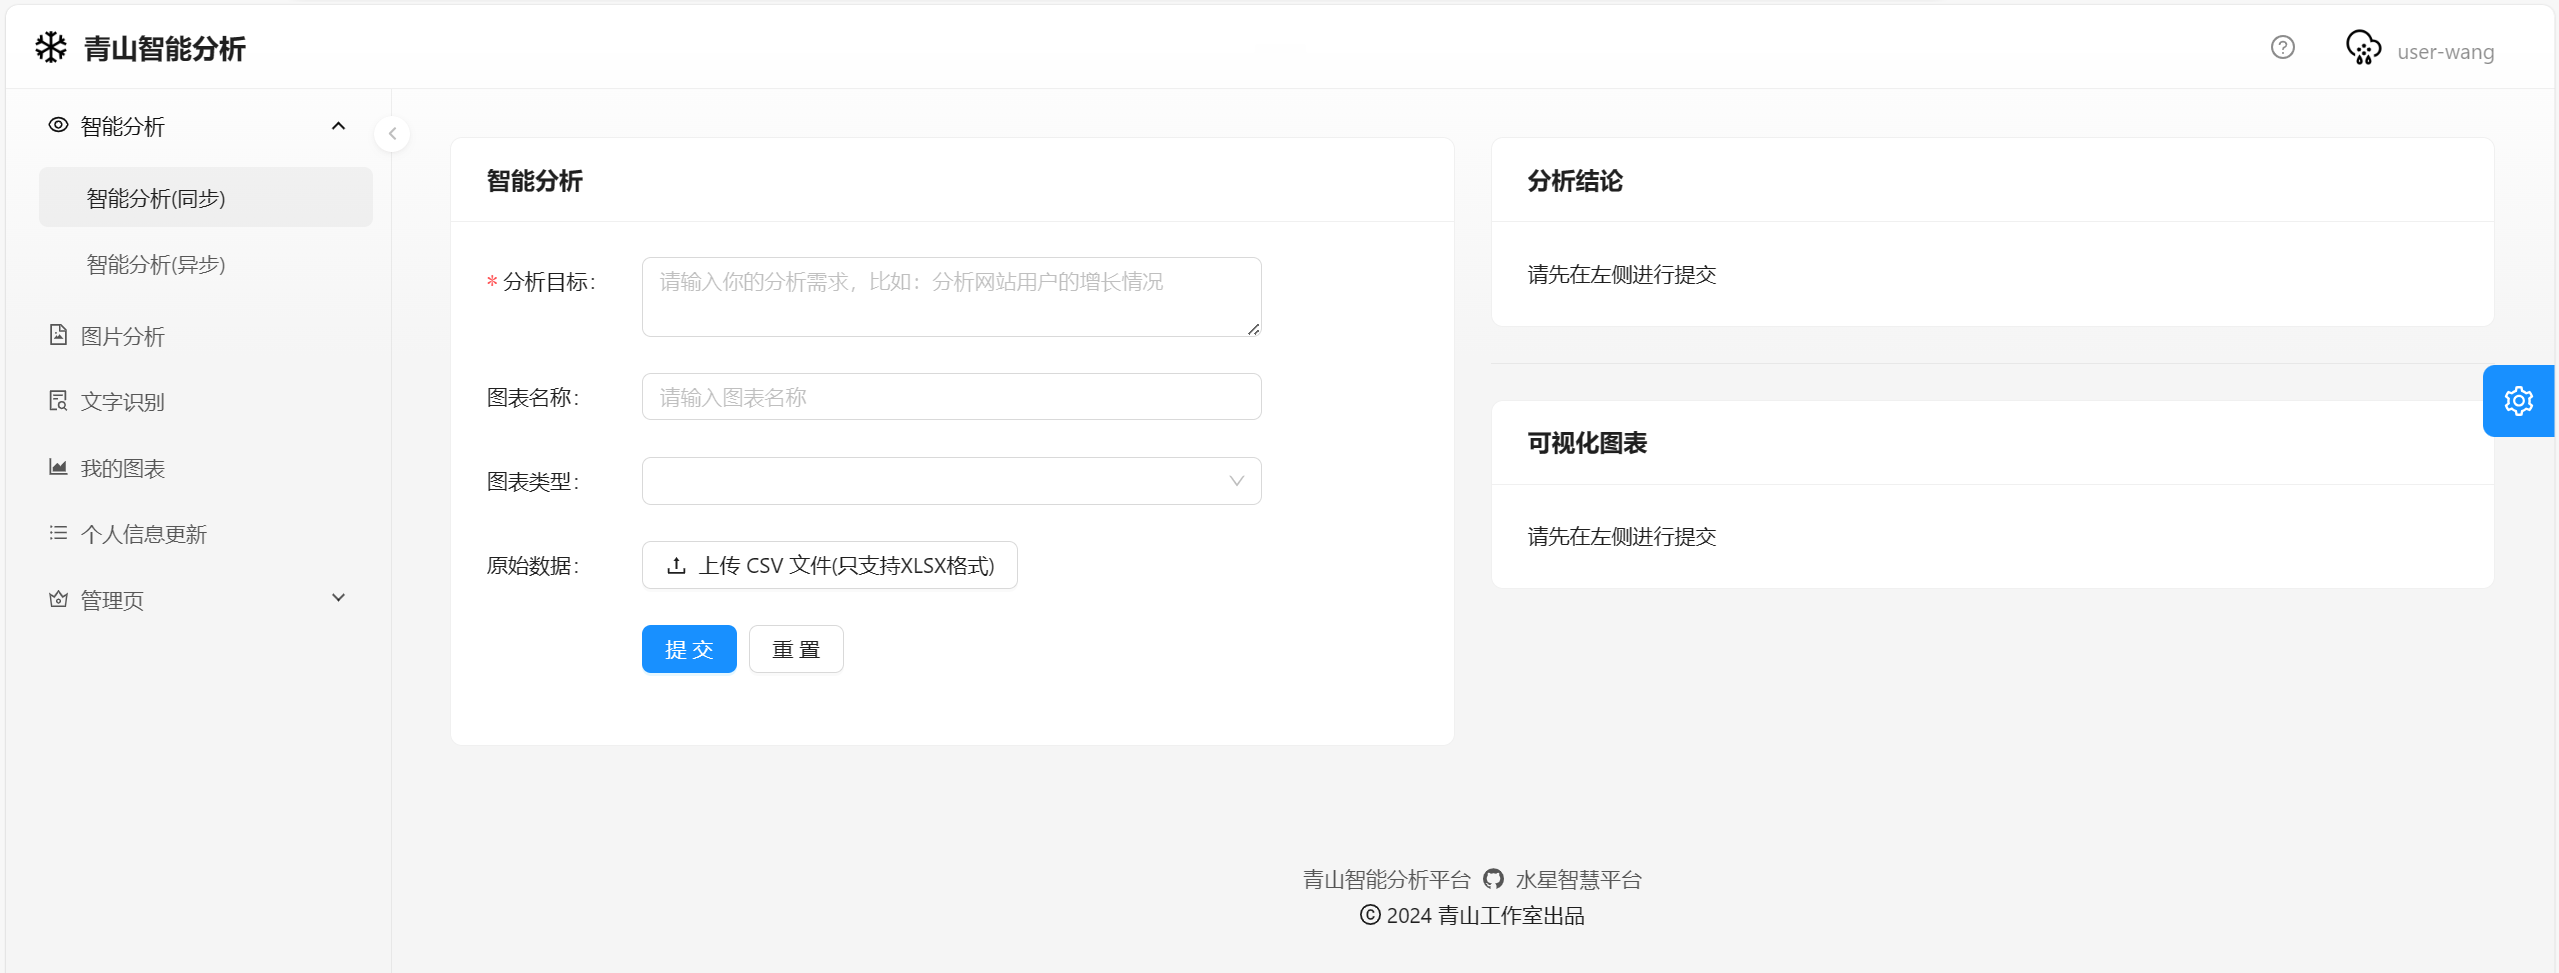 青山智能分析
user-wang
智能分析
智能分析(同步)
智能分析(异步)
图片分析
文字识别
我的图表
个人信息更新
管理页
智能分析
* 分析目标：
请输入你的分析需求，比如：分析网站用户的增长情况
图表名称：
请输入图表名称
图表类型：
原始数据：
上传 CSV 文件(只支持XLSX格式)
提 交
重 置
分析结论
请先在左侧进行提交
可视化图表
请先在左侧进行提交
青山智能分析平台 水星智慧平台
© 2024 青山工作室出品